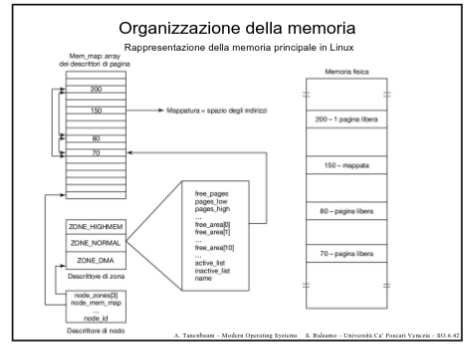 Organizzazione della memoria
Rappresentazione della memoria principale in Linux
Mem_map: array
dei descrittori di pagina
200
150
80
70
Mappatura = spazio degli indirizzi
ZONE_HIGHMEM
ZONE_NORMAL
ZONE_DMA
Descrittore di zona
node_zones[3]
node_mem_map
...
node_id
Descrittore di nodo
free_pages
pages_low
pages_high
...
free_area[0]
free_area[1]
...
free_area[10]
...
active_list
inactive_list
name
Memoria fisica
200 – 1 pagina libera
150 – mappata
80 – pagina libera
70 – pagina libera
A. Tanenbaum – Modern Operating Systems S. Balsamo – Università Ca' Foscari Venezia – SO.6.42